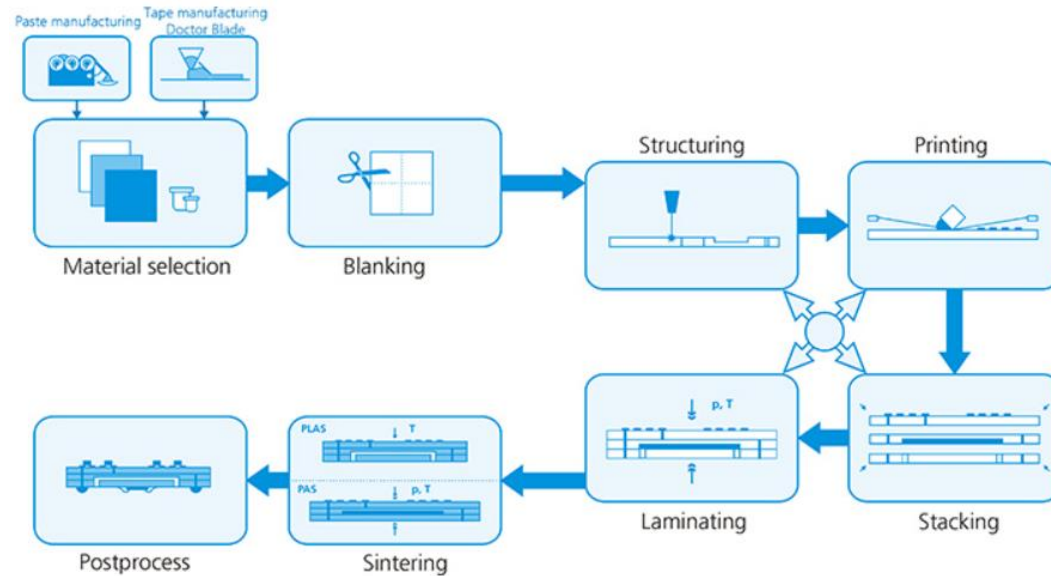 Paste manufacturing
Tape manufacturing
Doctor Blade
Material selection
Blanking
Structuring
Printing
p, T
Laminating
Stacking
PLAS
T
PAS
p, T
Sintering
Postprocess